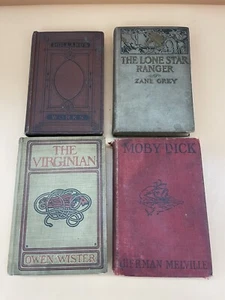 THE LONE STAR
RANGER
ZANE GREY
THE
VIRGINIAN
OWEN WISTER
MOBY DICK
HERMAN MELVILLE